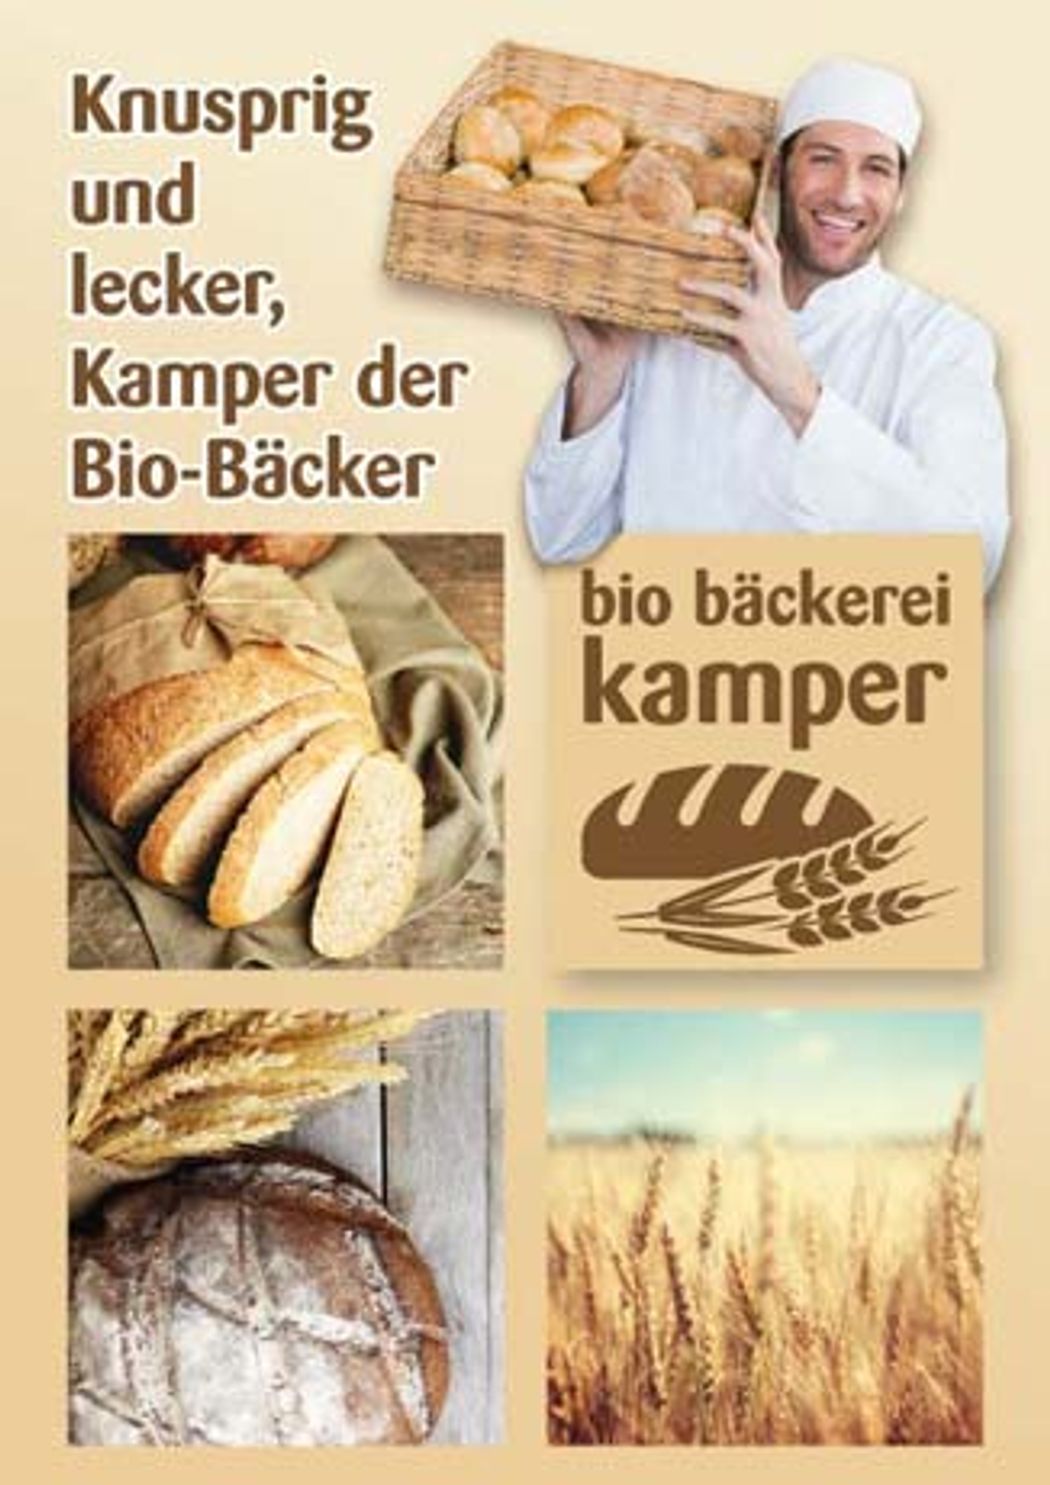 Knusprig
und
lecker,
Kamper der
Bio-Bäcker
bio bäckerei
kamper